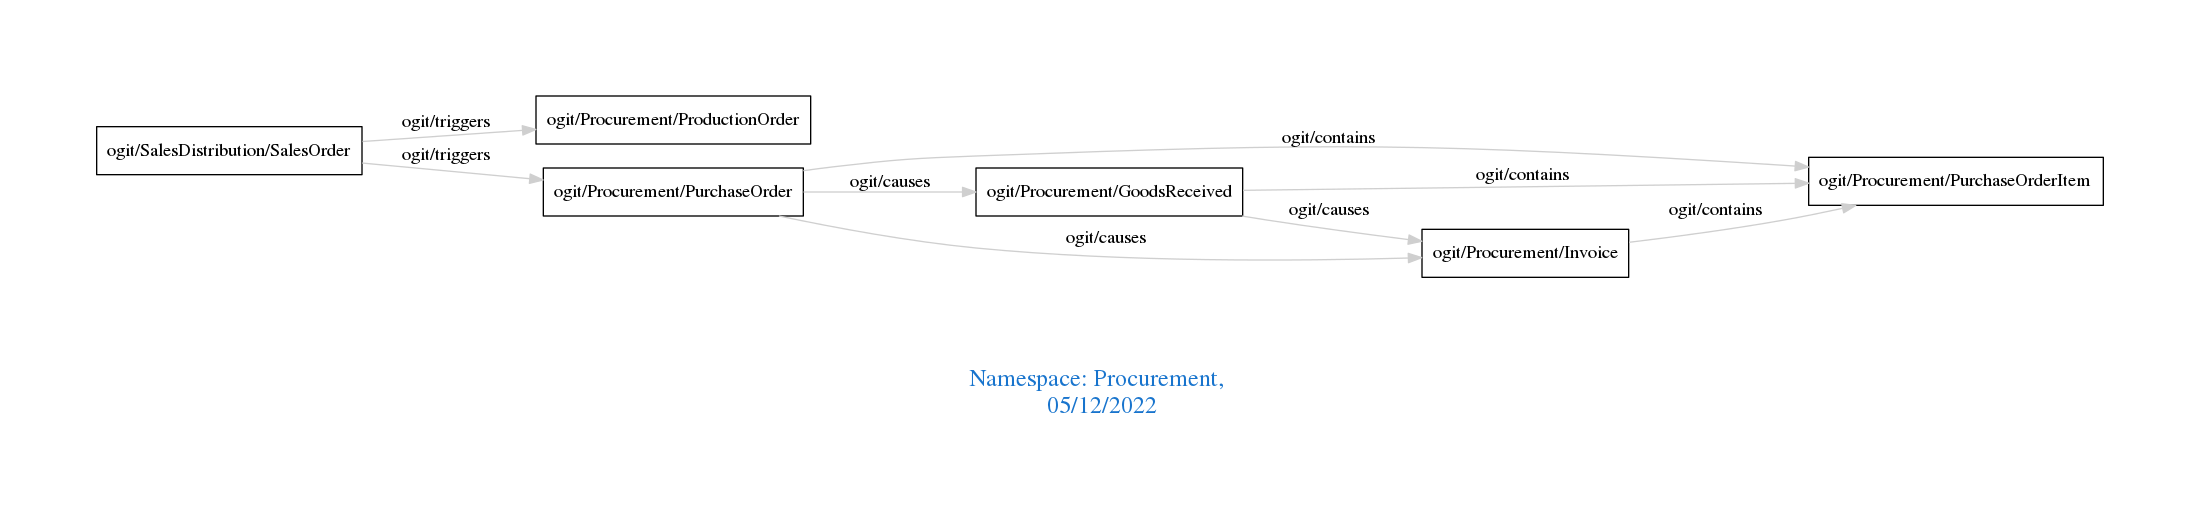 ogit/SalesDistribution/SalesOrder
ogit/triggers
ogit/triggers
ogit/Procurement/ProductionOrder
ogit/Procurement/PurchaseOrder
ogit/contains
ogit/causes
ogit/causes
ogit/Procurement/GoodsReceived
ogit/contains
ogit/causes
ogit/Procurement/Invoice
ogit/contains
ogit/Procurement/PurchaseOrderItem
Namespace: Procurement,
05/12/2022